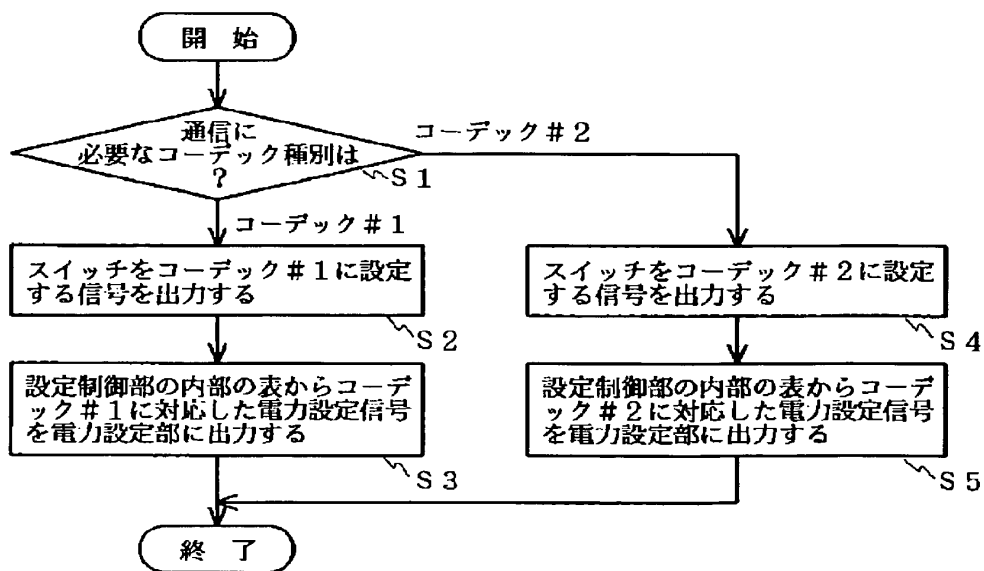 開　始
通信に
必要なコーデック種別は
？
S1
コーデック＃2
コーデック＃1
スイッチをコーデック＃1に設定
する信号を出力する
S2
設定制御部の内部の表からコーデ
ック＃1に対応した電力設定信号
を電力設定部に出力する
S3
スイッチをコーデック＃2に設定
する信号を出力する
S4
設定制御部の内部の表からコーデ
ック＃2に対応した電力設定信号
を電力設定部に出力する
S5
終　了